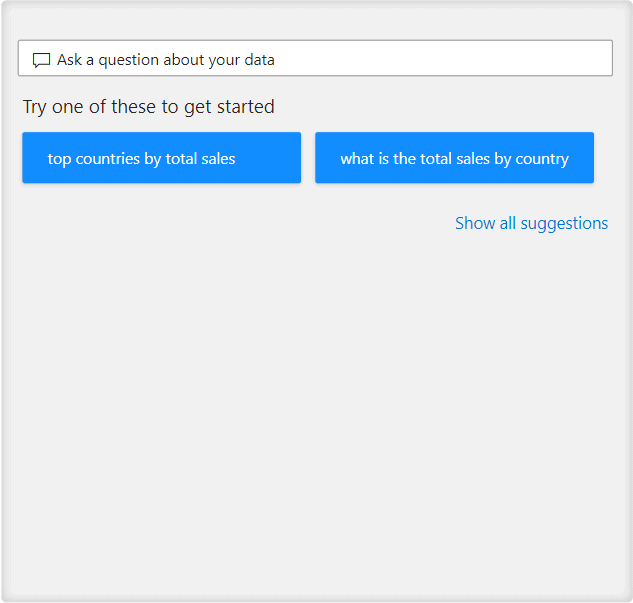 Ask a question about your data
Try one of these to get started
top countries by total sales
what is the total sales by country
Show all suggestions